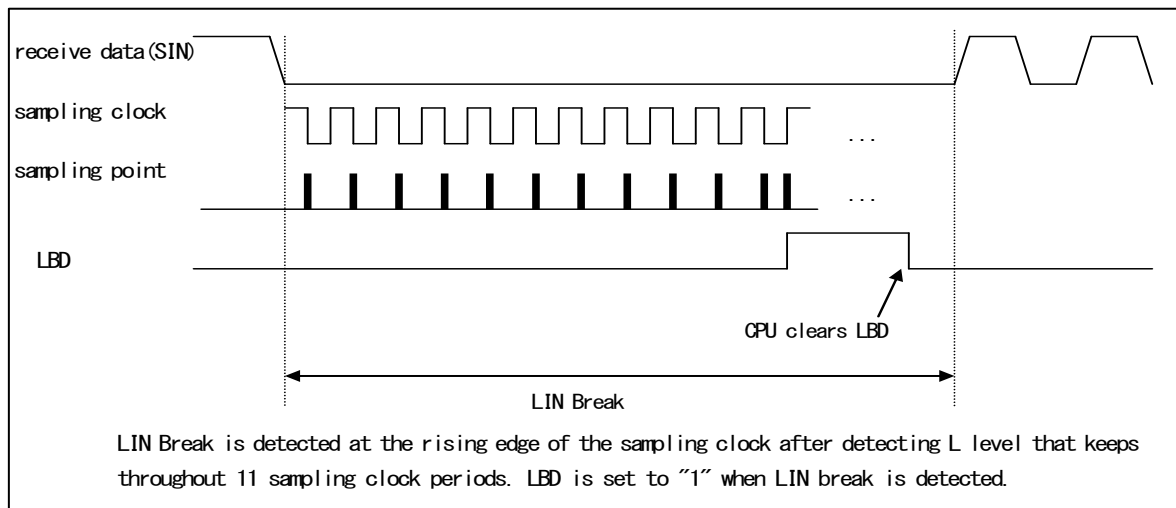 receive data(SIN)
sampling clock
...
sampling point
...
LBD
CPU clears LBD
LIN Break
LIN Break is detected at the rising edge of the sampling clock after detecting L level that keeps
throughout 11 sampling clock periods. LBD is set to "1" when LIN break is detected.